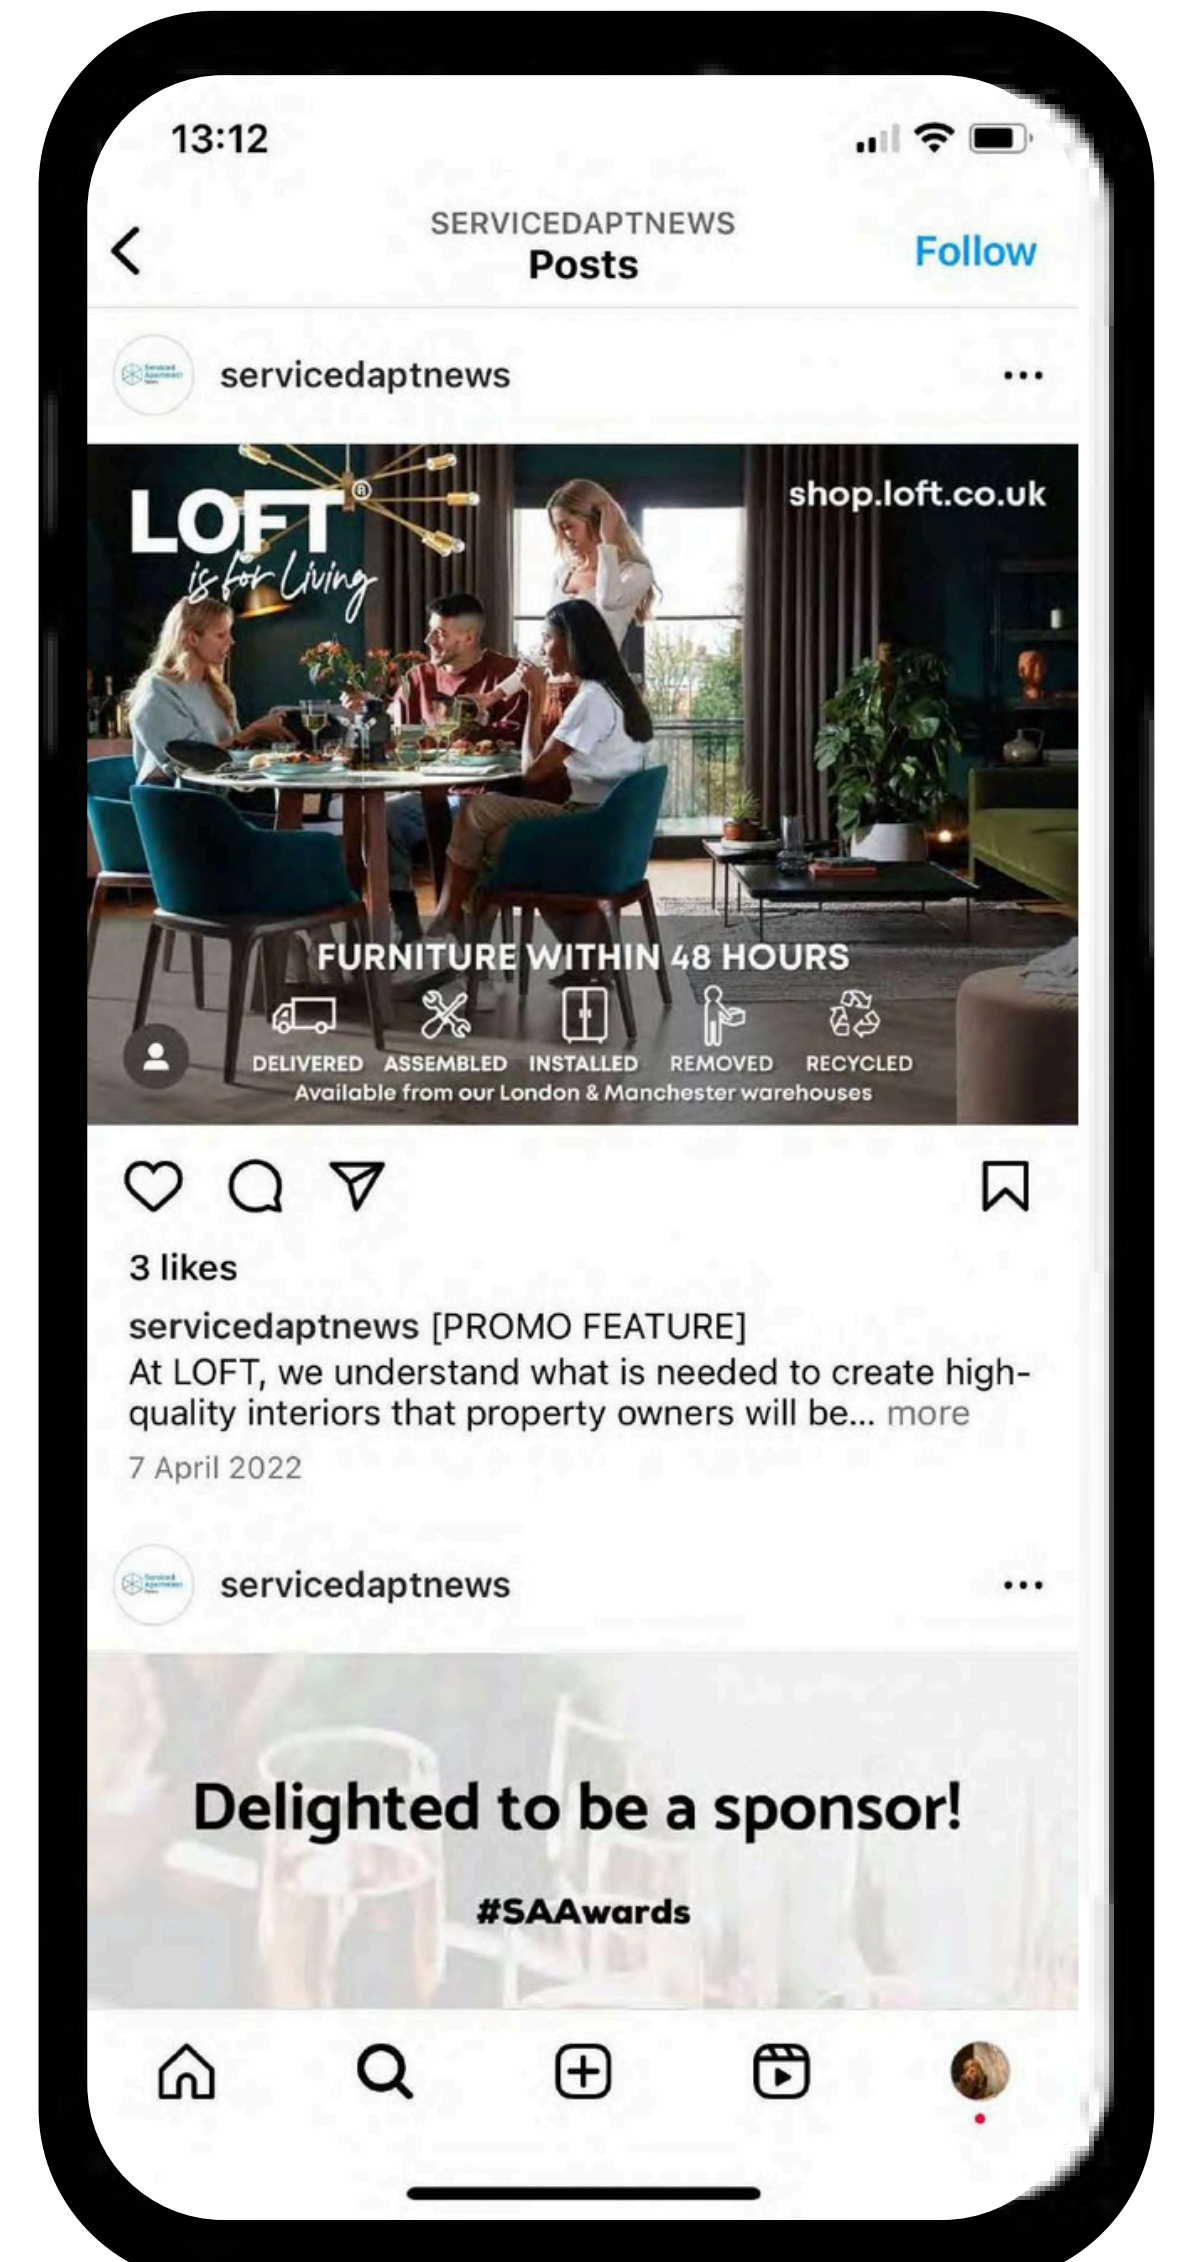 13:12
SERVICEDAPTNEWS
Posts
Follow
servicedaptnews
LOFT®
is for Living
shop.loft.co.uk
FURNITURE WITHIN 48 HOURS
DELIVERED ASSEMBLED INSTALLED REMOVED RECYCLED
Available from our London & Manchester warehouses
3 likes
servicedaptnews [PROMO FEATURE]
At LOFT, we understand what is needed to create high-
quality interiors that property owners will be... more
7 April 2022
servicedaptnews
Delighted to be a sponsor!
#SAAwards